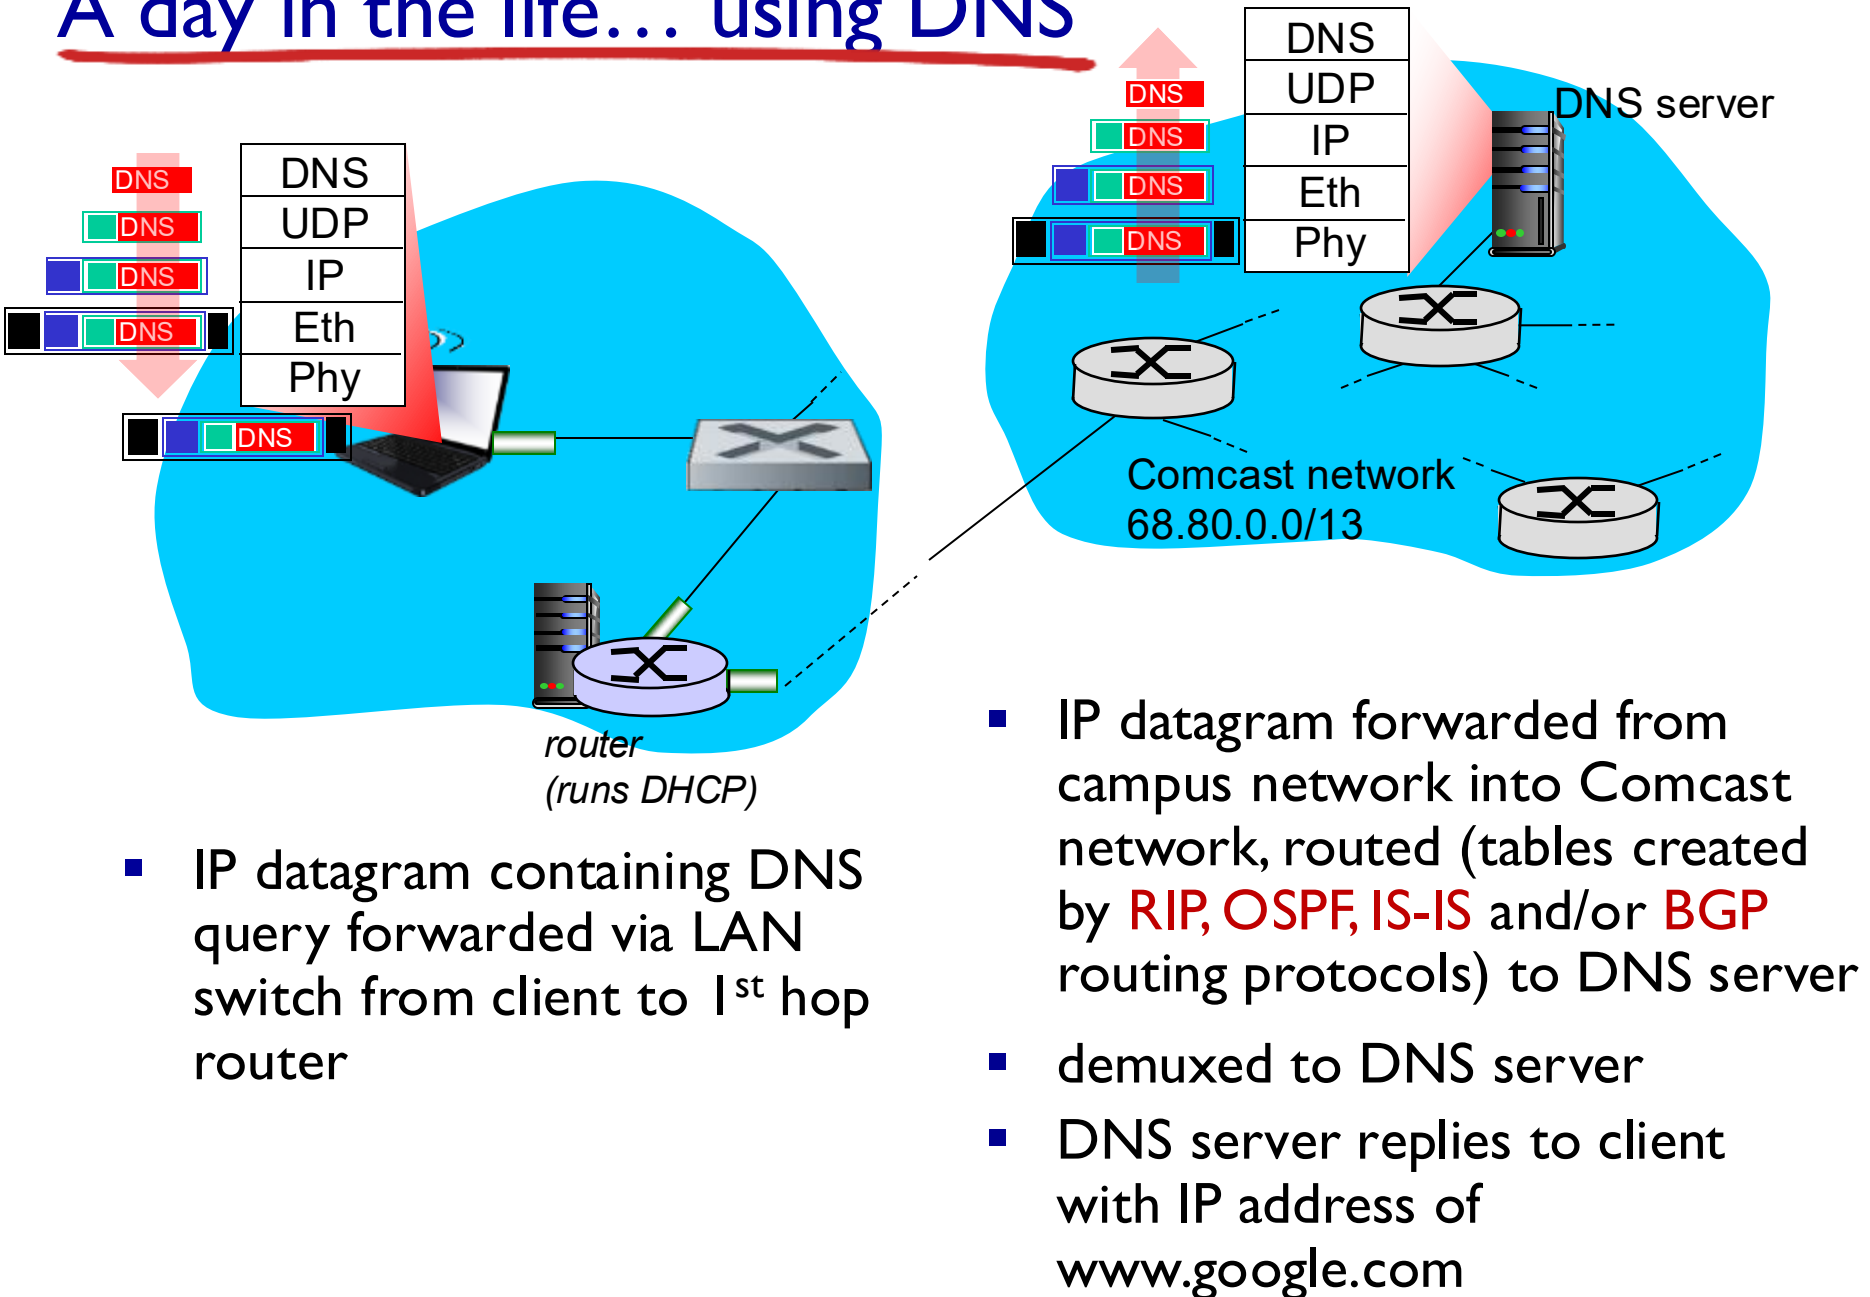 A day in the life… using DNS
DNS
UDP
IP
Eth
Phy
DNS
DNS
DNS
DNS
DNS
DNS
UDP
IP
Eth
Phy
DNS
DNS
DNS
DNS
DNS server
Comcast network
68.80.0.0/13
router
(runs DHCP)
▪ IP datagram containing DNS
query forwarded via LAN
switch from client to 1st hop
router
▪ IP datagram forwarded from
campus network into Comcast
network, routed (tables created
by RIP, OSPF, IS-IS and/or BGP
routing protocols) to DNS server
▪ demuxed to DNS server
▪ DNS server replies to client
with IP address of
www.google.com